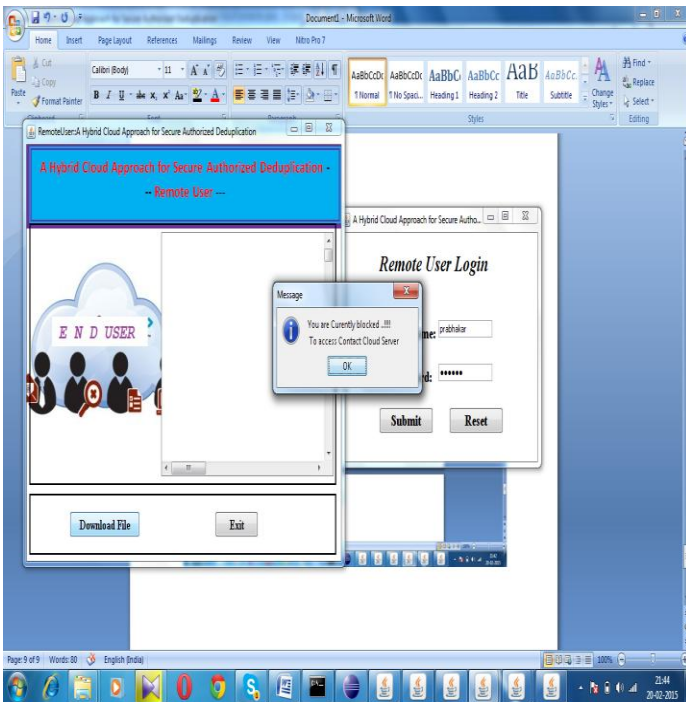 Document1 - Microsoft Word
Home Insert Page Layout References Mailings Review View Nitro Pro 7
Cut
Copy
Paste
Format Painter
Calibri (Body) 11
AaBbCcDc AaBbCcDc AaBbC AaBbCc AaB AaBbCc.
¶ Normal ¶ No Spaci... Heading 1 Heading 2 Title Subtitle
Change Styles
Find
Replace
Select
Styles
Editing
RemoteUser:A Hybrid Cloud Approach for Secure Authorized Deduplication
A Hybrid Cloud Approach for Secure Authorized Deduplication -
-- Remote User ---
END USER
Download File
Exit
A Hybrid Cloud Approach for Secure Autho...
Remote User Login
me: prabhakar
rd: ••••••
Submit
Reset
Message
You are Curently blocked ..!!!!
To access Contact Cloud Server
OK
Page: 9 of 9 Words: 80 English (India)
100%
21:44
20-02-2015